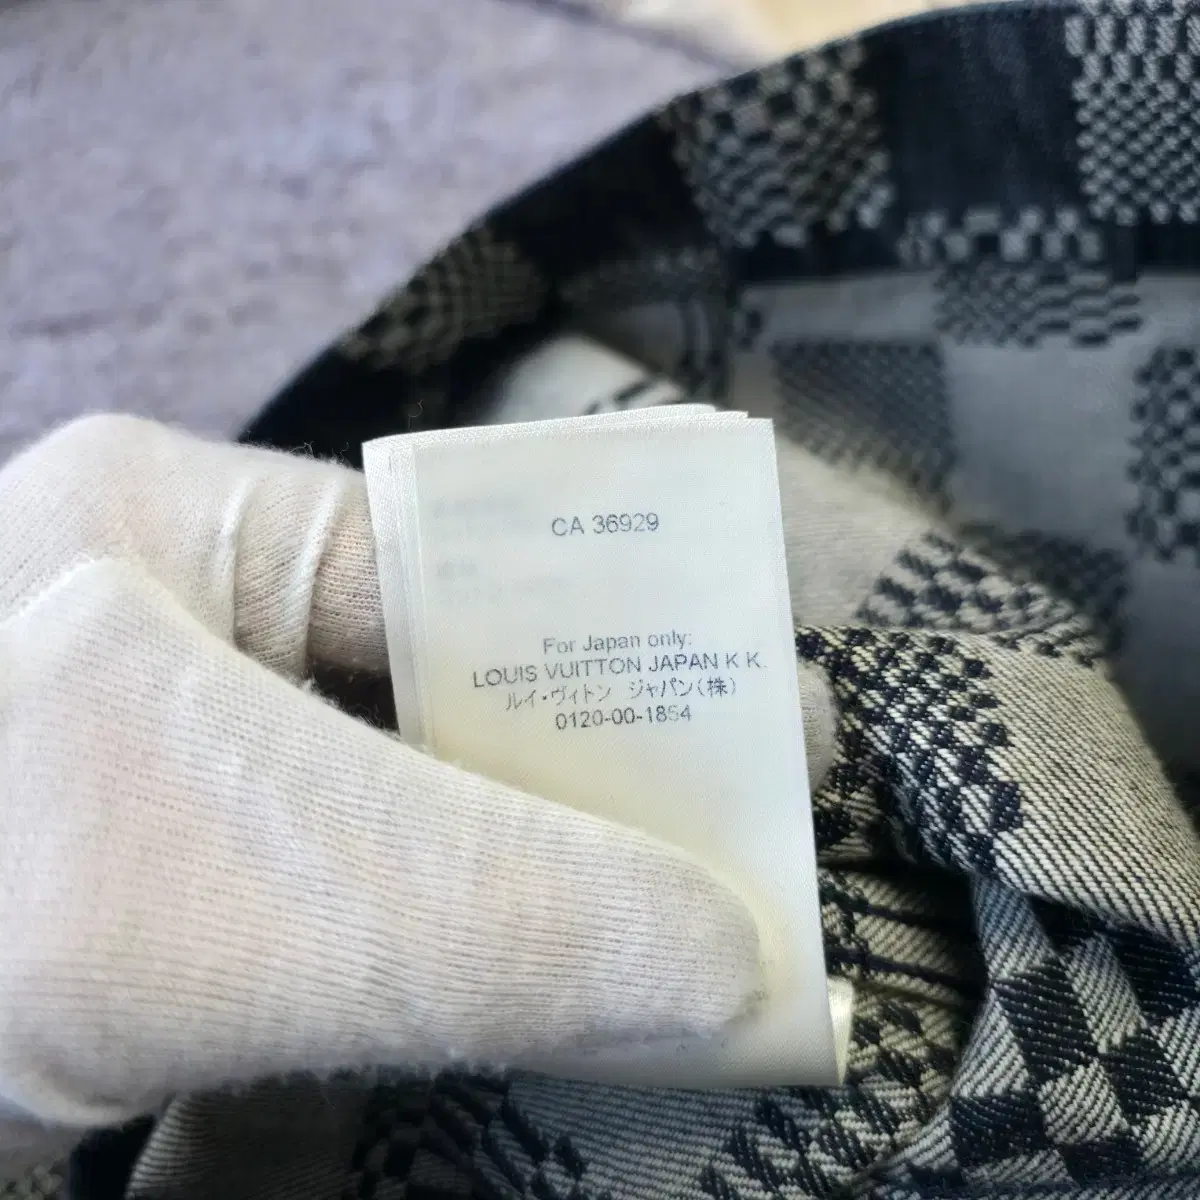 CA 36929
For Japan only:
LOUIS VUITTON JAPAN K K.
ルイ・ヴィトン ジャパン(株)
0120-00-1854